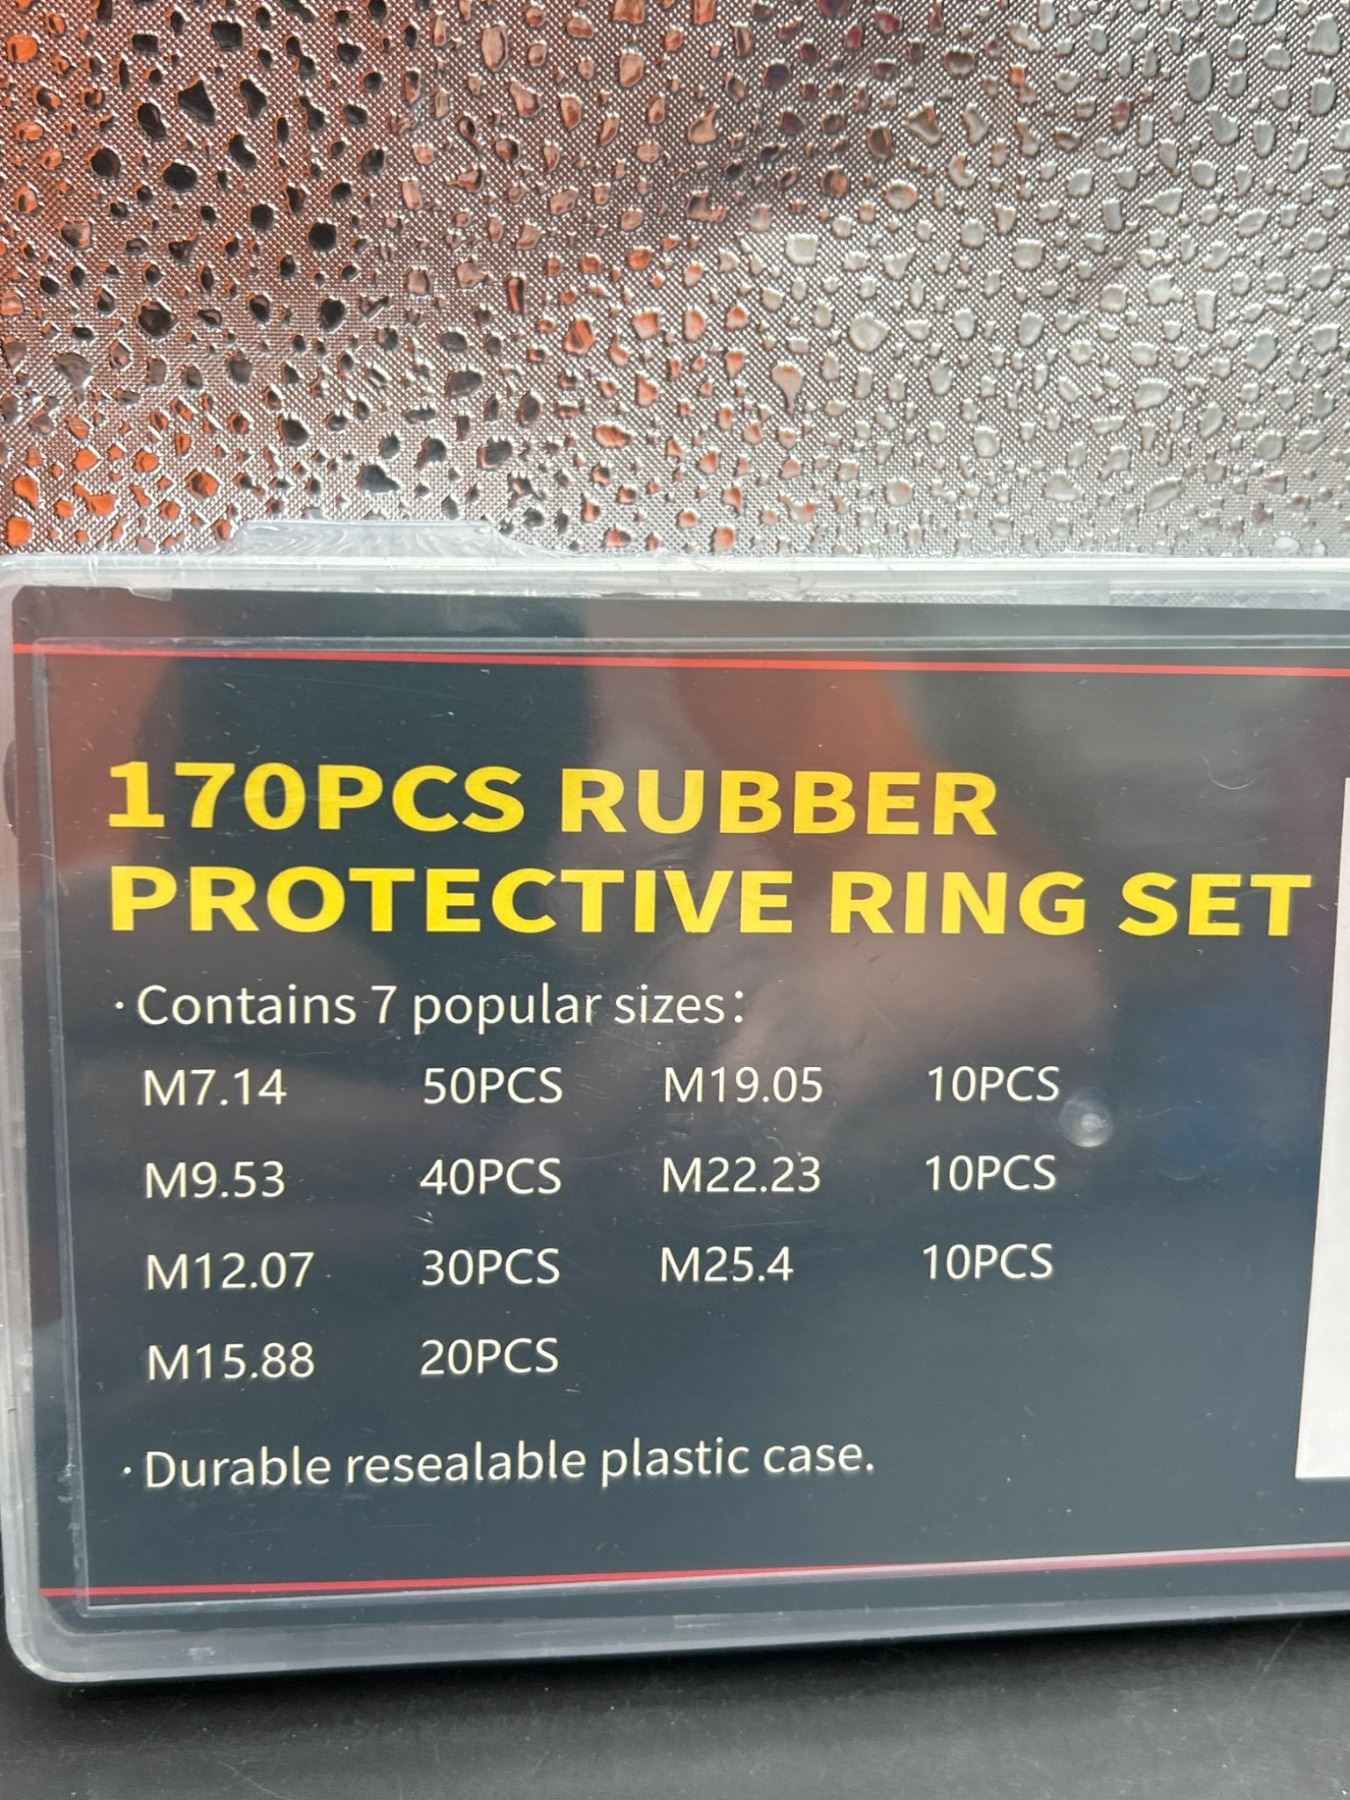 170PCS RUBBER
PROTECTIVE RING SET
· Contains 7 popular sizes:
M7.14 50PCS M19.05 10PCS
M9.53 40PCS M22.23 10PCS
M12.07 30PCS M25.4 10PCS
M15.88 20PCS
· Durable resealable plastic case.